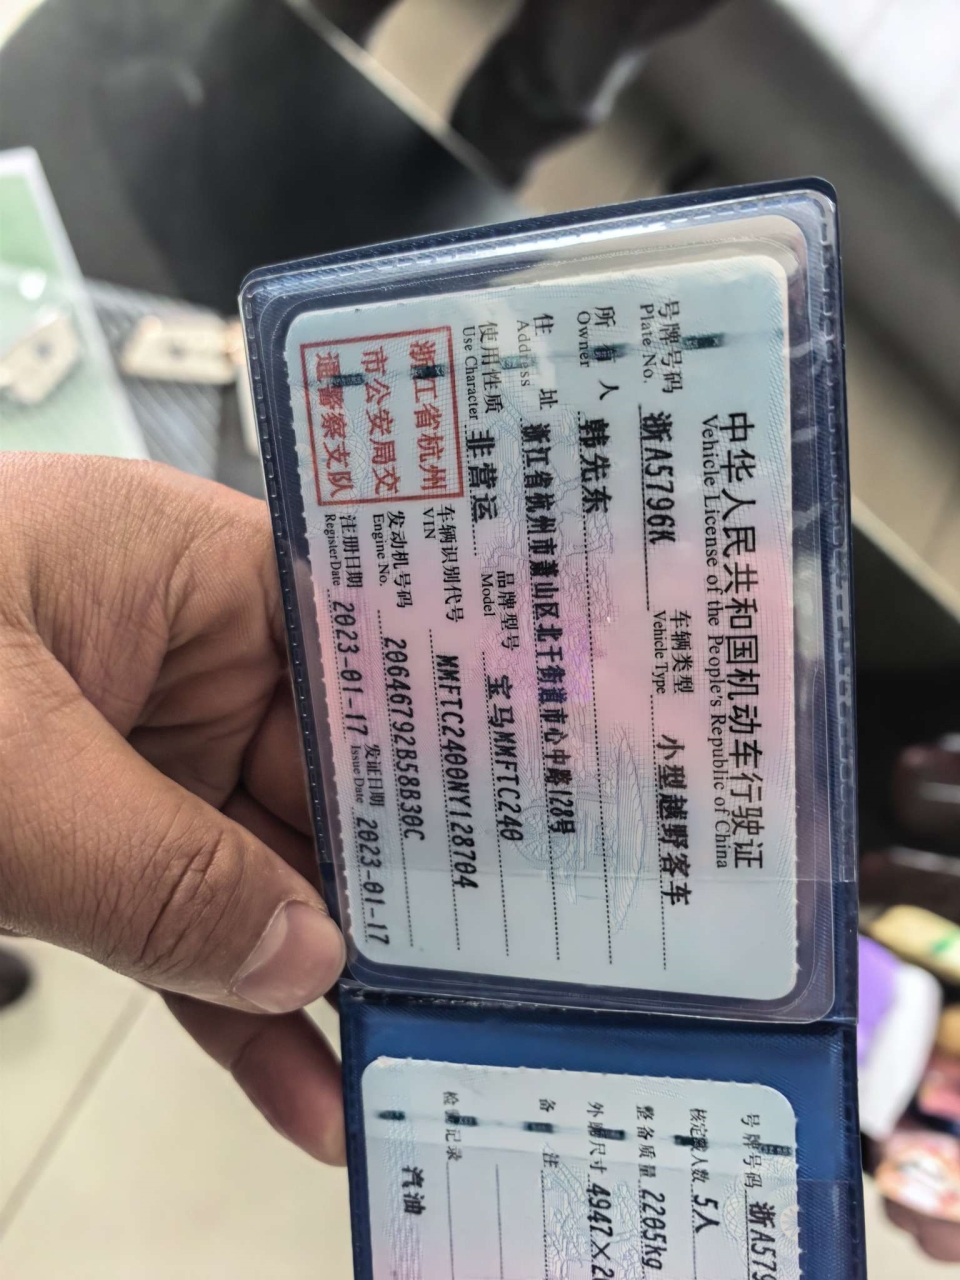 中华人民共和国机动车行驶证
Vehicle License of the People's Republic of China
号牌号码 浙A5796K 车辆类型 小型越野客车
Plate No. Vehicle Type
所有人 韩先东
Owner
住址 浙江省杭州市萧山区北干街道市心中路128号
Address
使用性质 非营运 品牌型号 宝马MMFTC240
Use Character Model
浙江省杭州
市公安局交
通警察支队
车辆识别代号 MMFTC2400NY128704
VIN
发动机号码 20646792B58B30C
Engine No.
注册日期 2023-01-17 发证日期 2023-01-17
Register Date Issue Date
号牌号码 浙A579
核定载人数 5人
整备质量 2205kg
外廓尺寸 4947×2
备注
检验记录
汽油